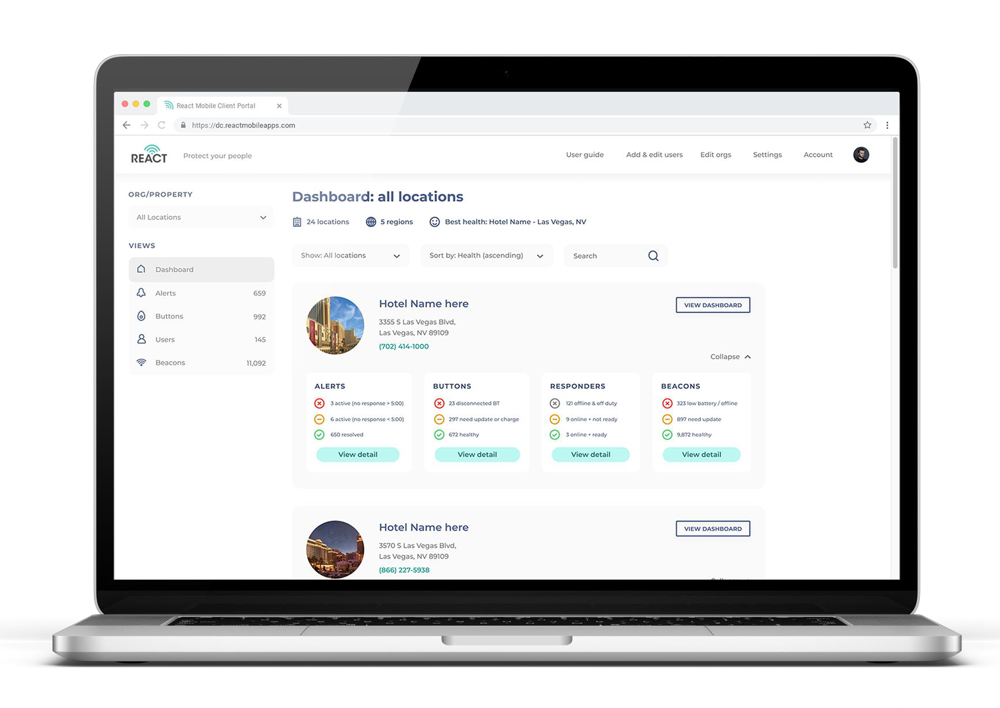 React Mobile Client Portal
https://dc.reactmobileapps.com
REACT
Protect your people
User guide
Add & edit users
Edit orgs
Settings
Account
ORG/PROPERTY
All Locations
VIEWS
Dashboard
Alerts 659
Buttons 992
Users 145
Beacons 11,092
Dashboard: all locations
24 locations
5 regions
Best health: Hotel Name - Las Vegas, NV
Show: All locations
Sort by: Health (ascending)
Search
Hotel Name here
3355 S Las Vegas Blvd,
Las Vegas, NV 89109
(702) 414-1000
VIEW DASHBOARD
Collapse
ALERTS
3 active (no response > 5:00)
6 active (no response < 5:00)
650 resolved
View detail
BUTTONS
23 disconnected BT
297 need update or charge
672 healthy
View detail
RESPONDERS
121 offline & off duty
9 online + not ready
3 online + ready
View detail
BEACONS
323 low battery / offline
897 need update
9,872 healthy
View detail
Hotel Name here
3570 S Las Vegas Blvd,
Las Vegas, NV 89109
(866) 227-5938
VIEW DASHBOARD